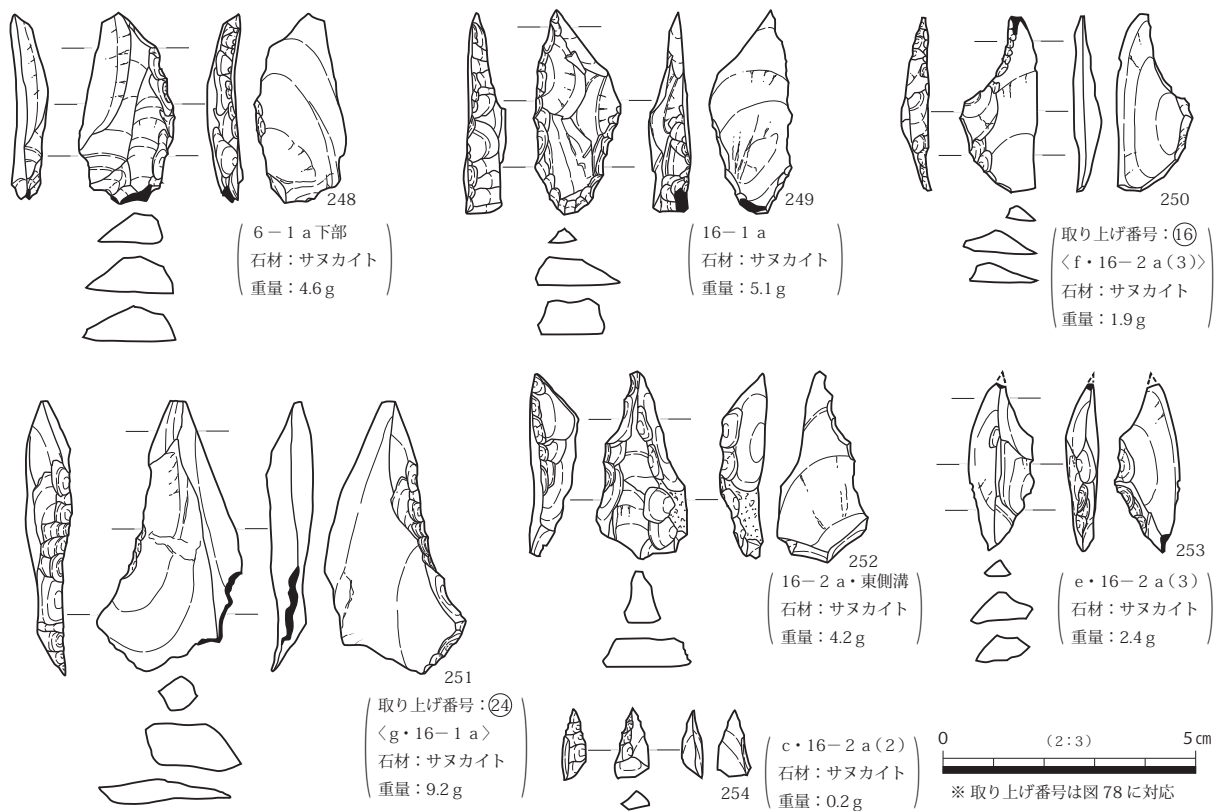 248
6－1 a 下部
石材：サヌカイト
重量：4.6 g
249
16－1 a
石材：サヌカイト
重量：5.1 g
250
取り上げ番号：⑯
〈 f・16－2 a（3）〉
石材：サヌカイト
重量：1.9 g
251
取り上げ番号：㉔
〈 g・16－1 a 〉
石材：サヌカイト
重量：9.2 g
252
16－2 a・東側溝
石材：サヌカイト
重量：4.2 g
253
e・16－2 a（3）
石材：サヌカイト
重量：2.4 g
254
c・16－2 a（2）
石材：サヌカイト
重量：0.2 g
0 （2：3） 5 ㎝
※ 取り上げ番号は図 78 に対応